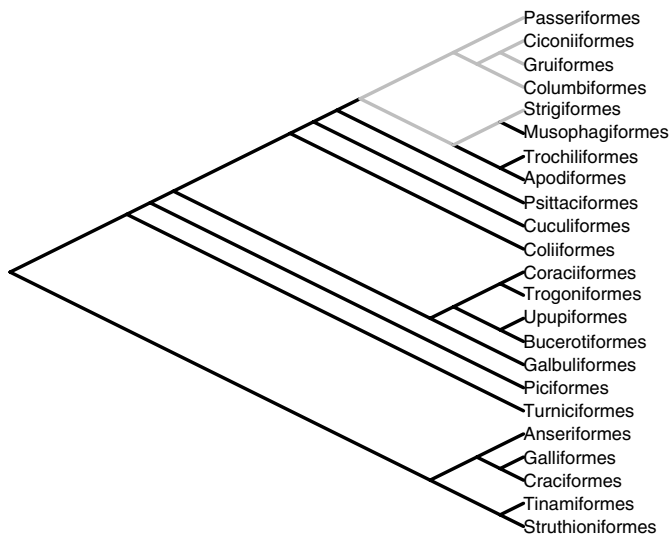 Passeriformes
Ciconiiformes
Gruiformes
Columbiformes
Strigiformes
Musophagiformes
Trochiliformes
Apodiformes
Psittaciformes
Cuculiformes
Coliiformes
Coraciiformes
Trogoniformes
Upupiformes
Bucerotiformes
Galbuliformes
Piciformes
Turniciformes
Anseriformes
Galliformes
Craciformes
Tinamiformes
Struthioniformes